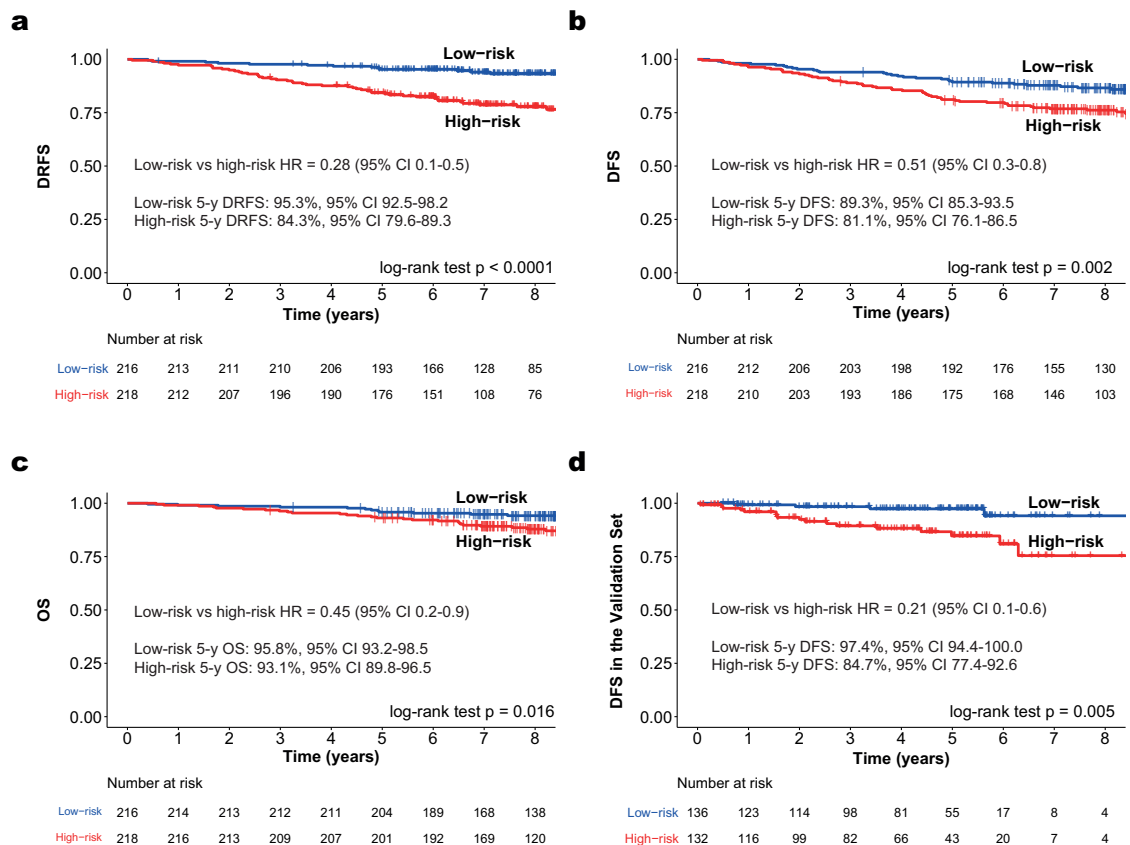 a
1.00
0.75
0.50
0.25
0.00
DRFS
Low−risk
High−risk
Low-risk vs high-risk HR = 0.28 (95% CI 0.1-0.5)
Low-risk 5-y DRFS: 95.3%, 95% CI 92.5-98.2
High-risk 5-y DRFS: 84.3%, 95% CI 79.6-89.3
log-rank test p < 0.0001
0 1 2 3 4 5 6 7 8
Time (years)
Number at risk
Low−risk 216 213 211 210 206 193 166 128 85
High−risk 218 212 207 196 190 176 151 108 76
b
1.00
0.75
0.50
0.25
0.00
DFS
Low−risk
High−risk
Low-risk vs high-risk HR = 0.51 (95% CI 0.3-0.8)
Low-risk 5-y DFS: 89.3%, 95% CI 85.3-93.5
High-risk 5-y DFS: 81.1%, 95% CI 76.1-86.5
log-rank test p = 0.002
0 1 2 3 4 5 6 7 8
Time (years)
Number at risk
Low−risk 216 212 206 203 198 192 176 155 130
High−risk 218 210 203 193 186 175 168 146 103
c
1.00
0.75
0.50
0.25
0.00
OS
Low−risk
High−risk
Low-risk vs high-risk HR = 0.45 (95% CI 0.2-0.9)
Low-risk 5-y OS: 95.8%, 95% CI 93.2-98.5
High-risk 5-y OS: 93.1%, 95% CI 89.8-96.5
log-rank test p = 0.016
0 1 2 3 4 5 6 7 8
Time (years)
Number at risk
Low−risk 216 214 213 212 211 204 189 168 138
High−risk 218 216 213 209 207 201 192 169 120
d
1.00
0.75
0.50
0.25
0.00
DFS in the Validation Set
Low−risk
High−risk
Low-risk vs high-risk HR = 0.21 (95% CI 0.1-0.6)
Low-risk 5-y DFS: 97.4%, 95% CI 94.4-100.0
High-risk 5-y DFS: 84.7%, 95% CI 77.4-92.6
log-rank test p = 0.005
0 1 2 3 4 5 6 7 8
Time (years)
Number at risk
Low−risk 136 123 114 98 81 55 17 8 4
High−risk 132 116 99 82 66 43 20 7 4